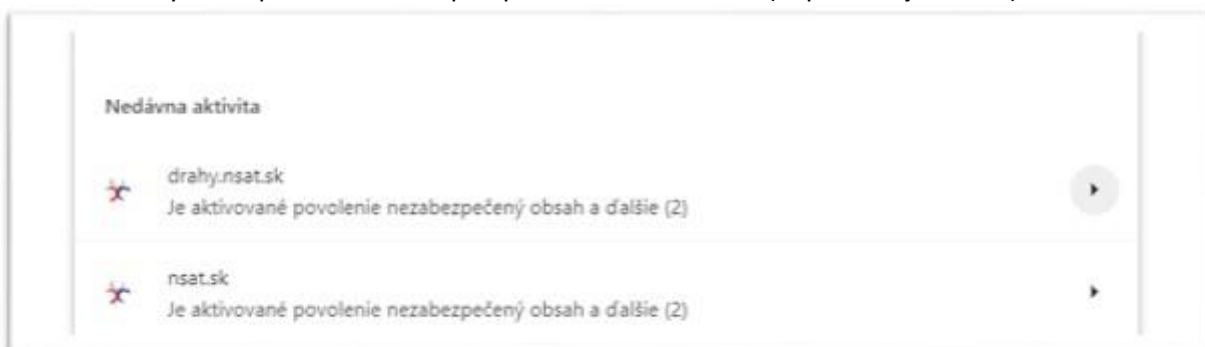 Nedávna aktivita
drahy.nsat.sk
Je aktivované povolenie nezabezpečený obsah a ďalšie (2)
nsat.sk
Je aktivované povolenie nezabezpečený obsah a ďalšie (2)